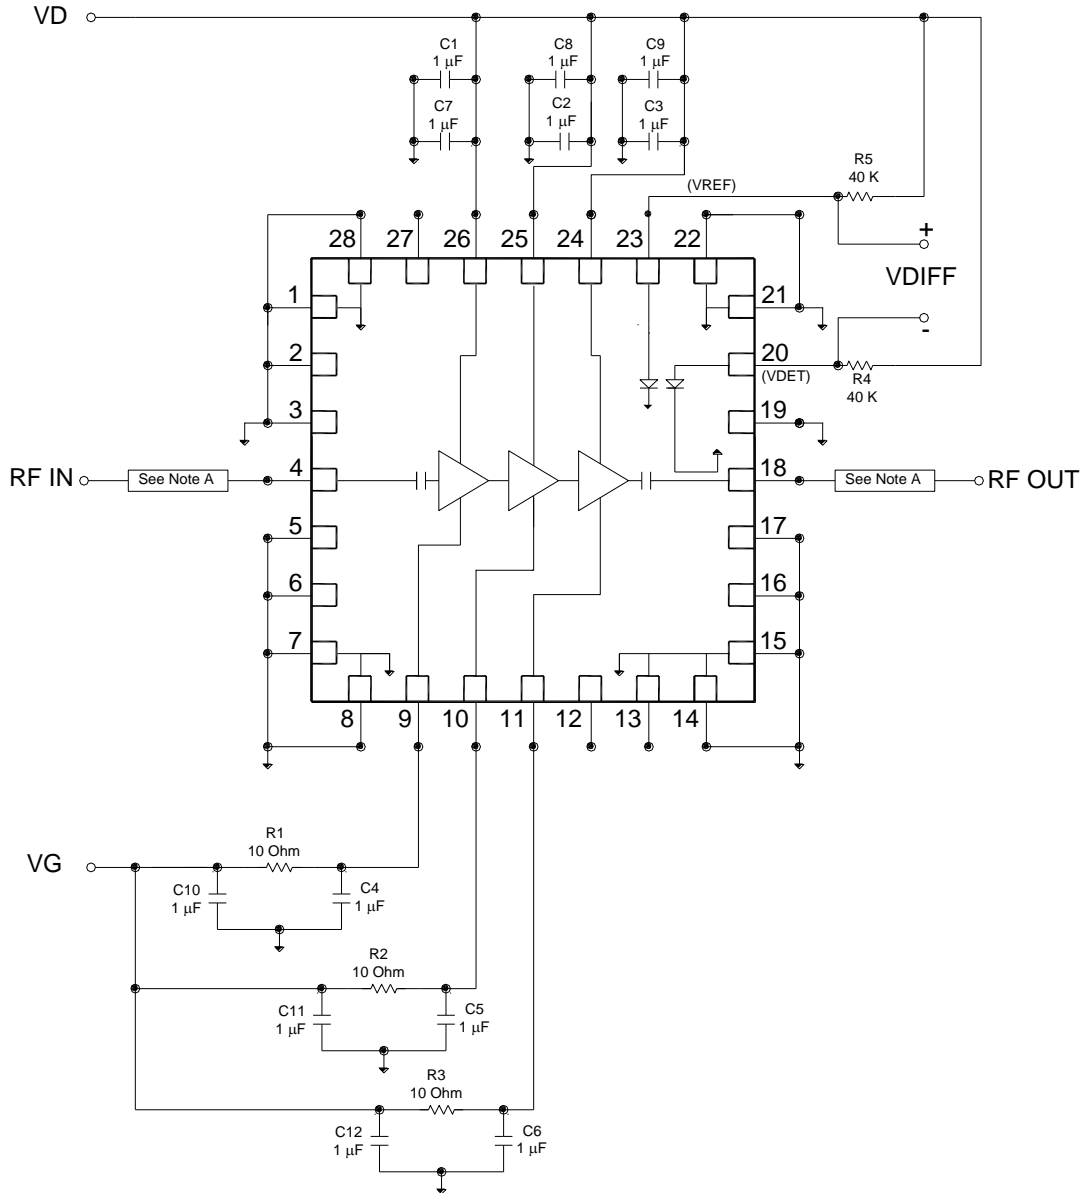 VD
C1
1 µF
C8
1 µF
C9
1 µF
C7
1 µF
C2
1 µF
C3
1 µF
R5
40 K
(VREF)
+
VDIFF
-
28
27
26
25
24
23
22
1
2
3
4
5
6
7
21
20
(VDET)
R4
40 K
19
18
17
16
15
RF IN
See Note A
See Note A
RF OUT
8
9
10
11
12
13
14
VG
R1
10 Ohm
C10
1 µF
C4
1 µF
R2
10 Ohm
C11
1 µF
C5
1 µF
R3
10 Ohm
C12
1 µF
C6
1 µF